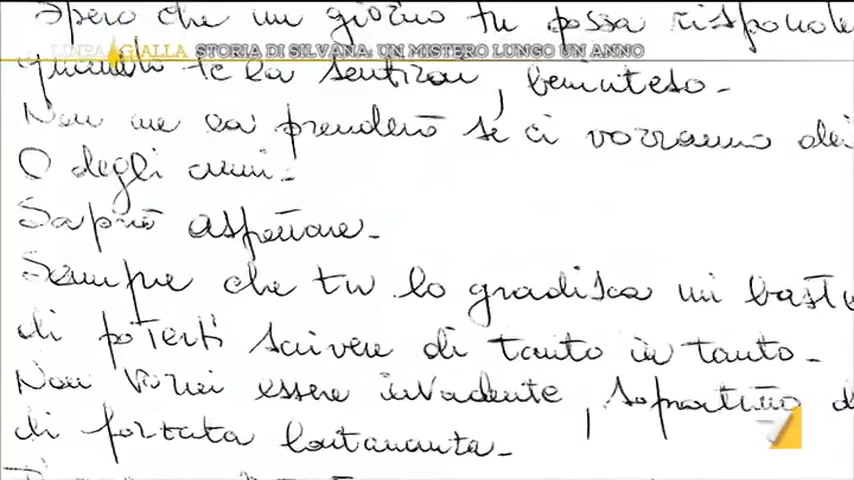 Spero che un giorno tu possa risponde
LINEA GIALLA STORIA DI SILVANA: UN MISTERO LUNGO UN ANNO
quando te la sentirai, beninteso.
Non me la prenderò se ci vorranno dei
O degli anni.
Saprò aspettare.
Sempre che tu lo gradisca mi baste
di poterti scrivere di tanto in tanto.
Non vorrei essere invadente, soprattutto d
di forzata lontananza.